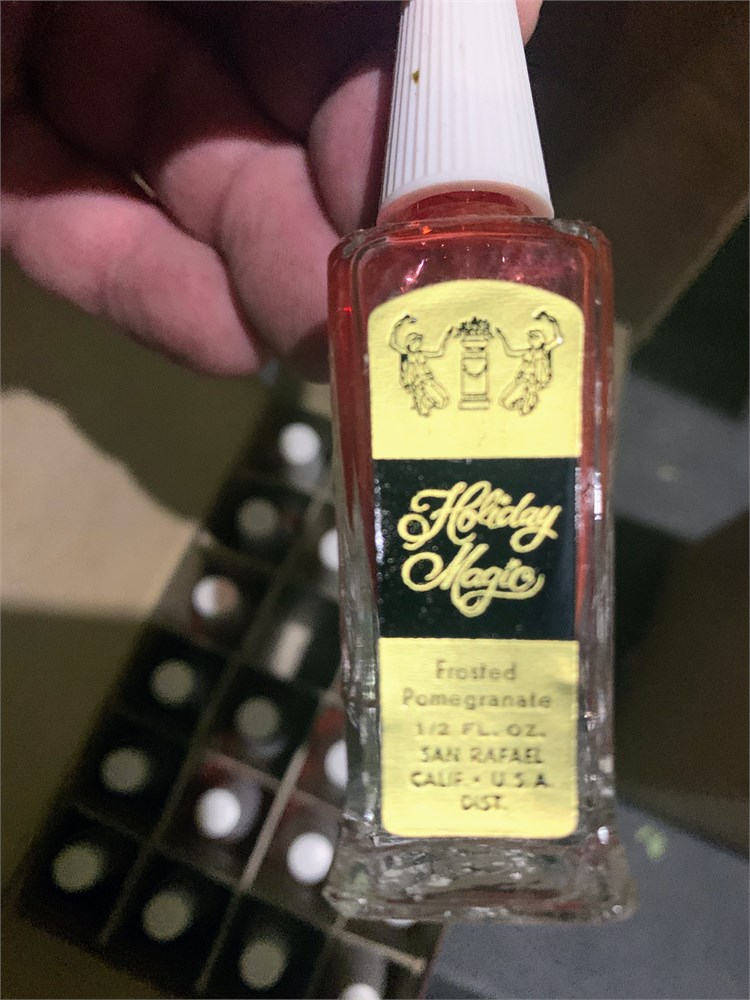 Holiday
Magic
Frosted
Pomegranate
1/2 FL. OZ.
SAN RAFAEL
CALIF. • U.S.A.
DIST.